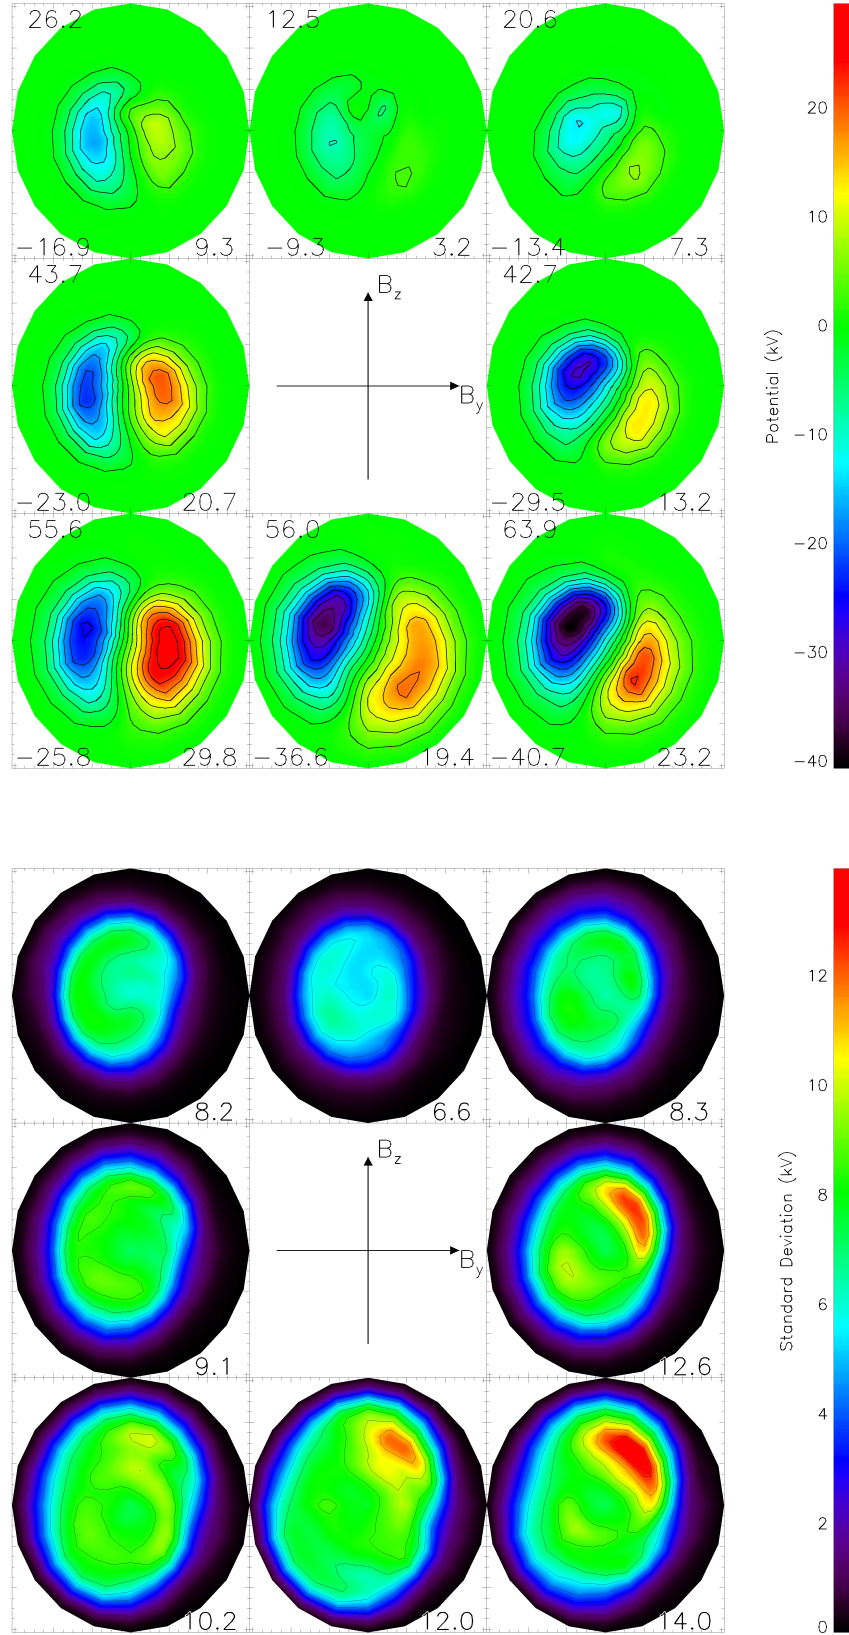 26.2 12.5 20.6
−16.9 9.3 −9.3 3.2 −13.4 7.3
43.7 42.7
Bz
By
−23.0 20.7 −29.5 13.2
55.6 56.0 63.9
−25.8 29.8 −36.6 19.4 −40.7 23.2
20
10
0
−10
−20
−30
−40
Potential (kV)
8.2 6.6 8.3
Bz
By
9.1 12.6
10.2 12.0 14.0
12
10
8
6
4
2
0
Standard Deviation (kV)